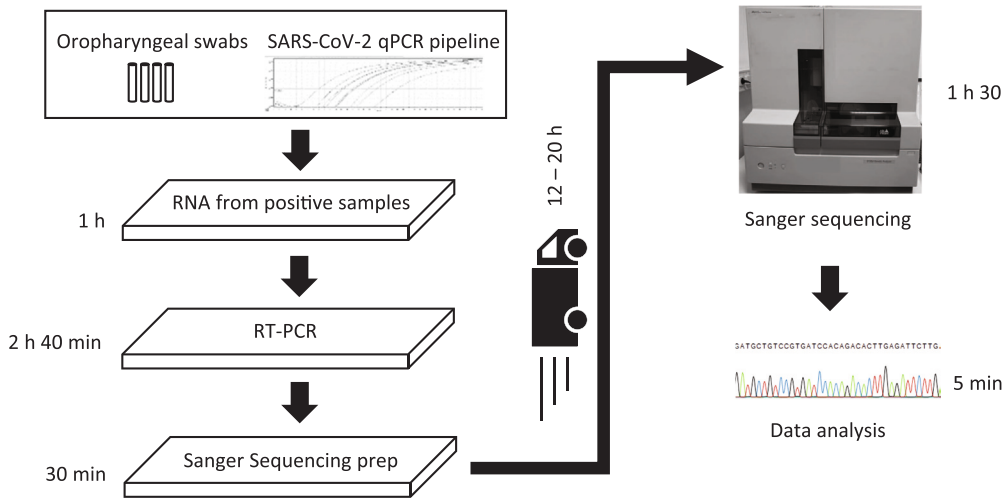 Oropharyngeal swabs
SARS-CoV-2 qPCR pipeline
RNA from positive samples
1 h
RT-PCR
2 h 40 min
Sanger Sequencing prep
30 min
12 – 20 h
1 h 30
Sanger sequencing
GATGCTGTCCGTGATCCACAGACACTTGAGATTCTTG.
5 min
Data analysis